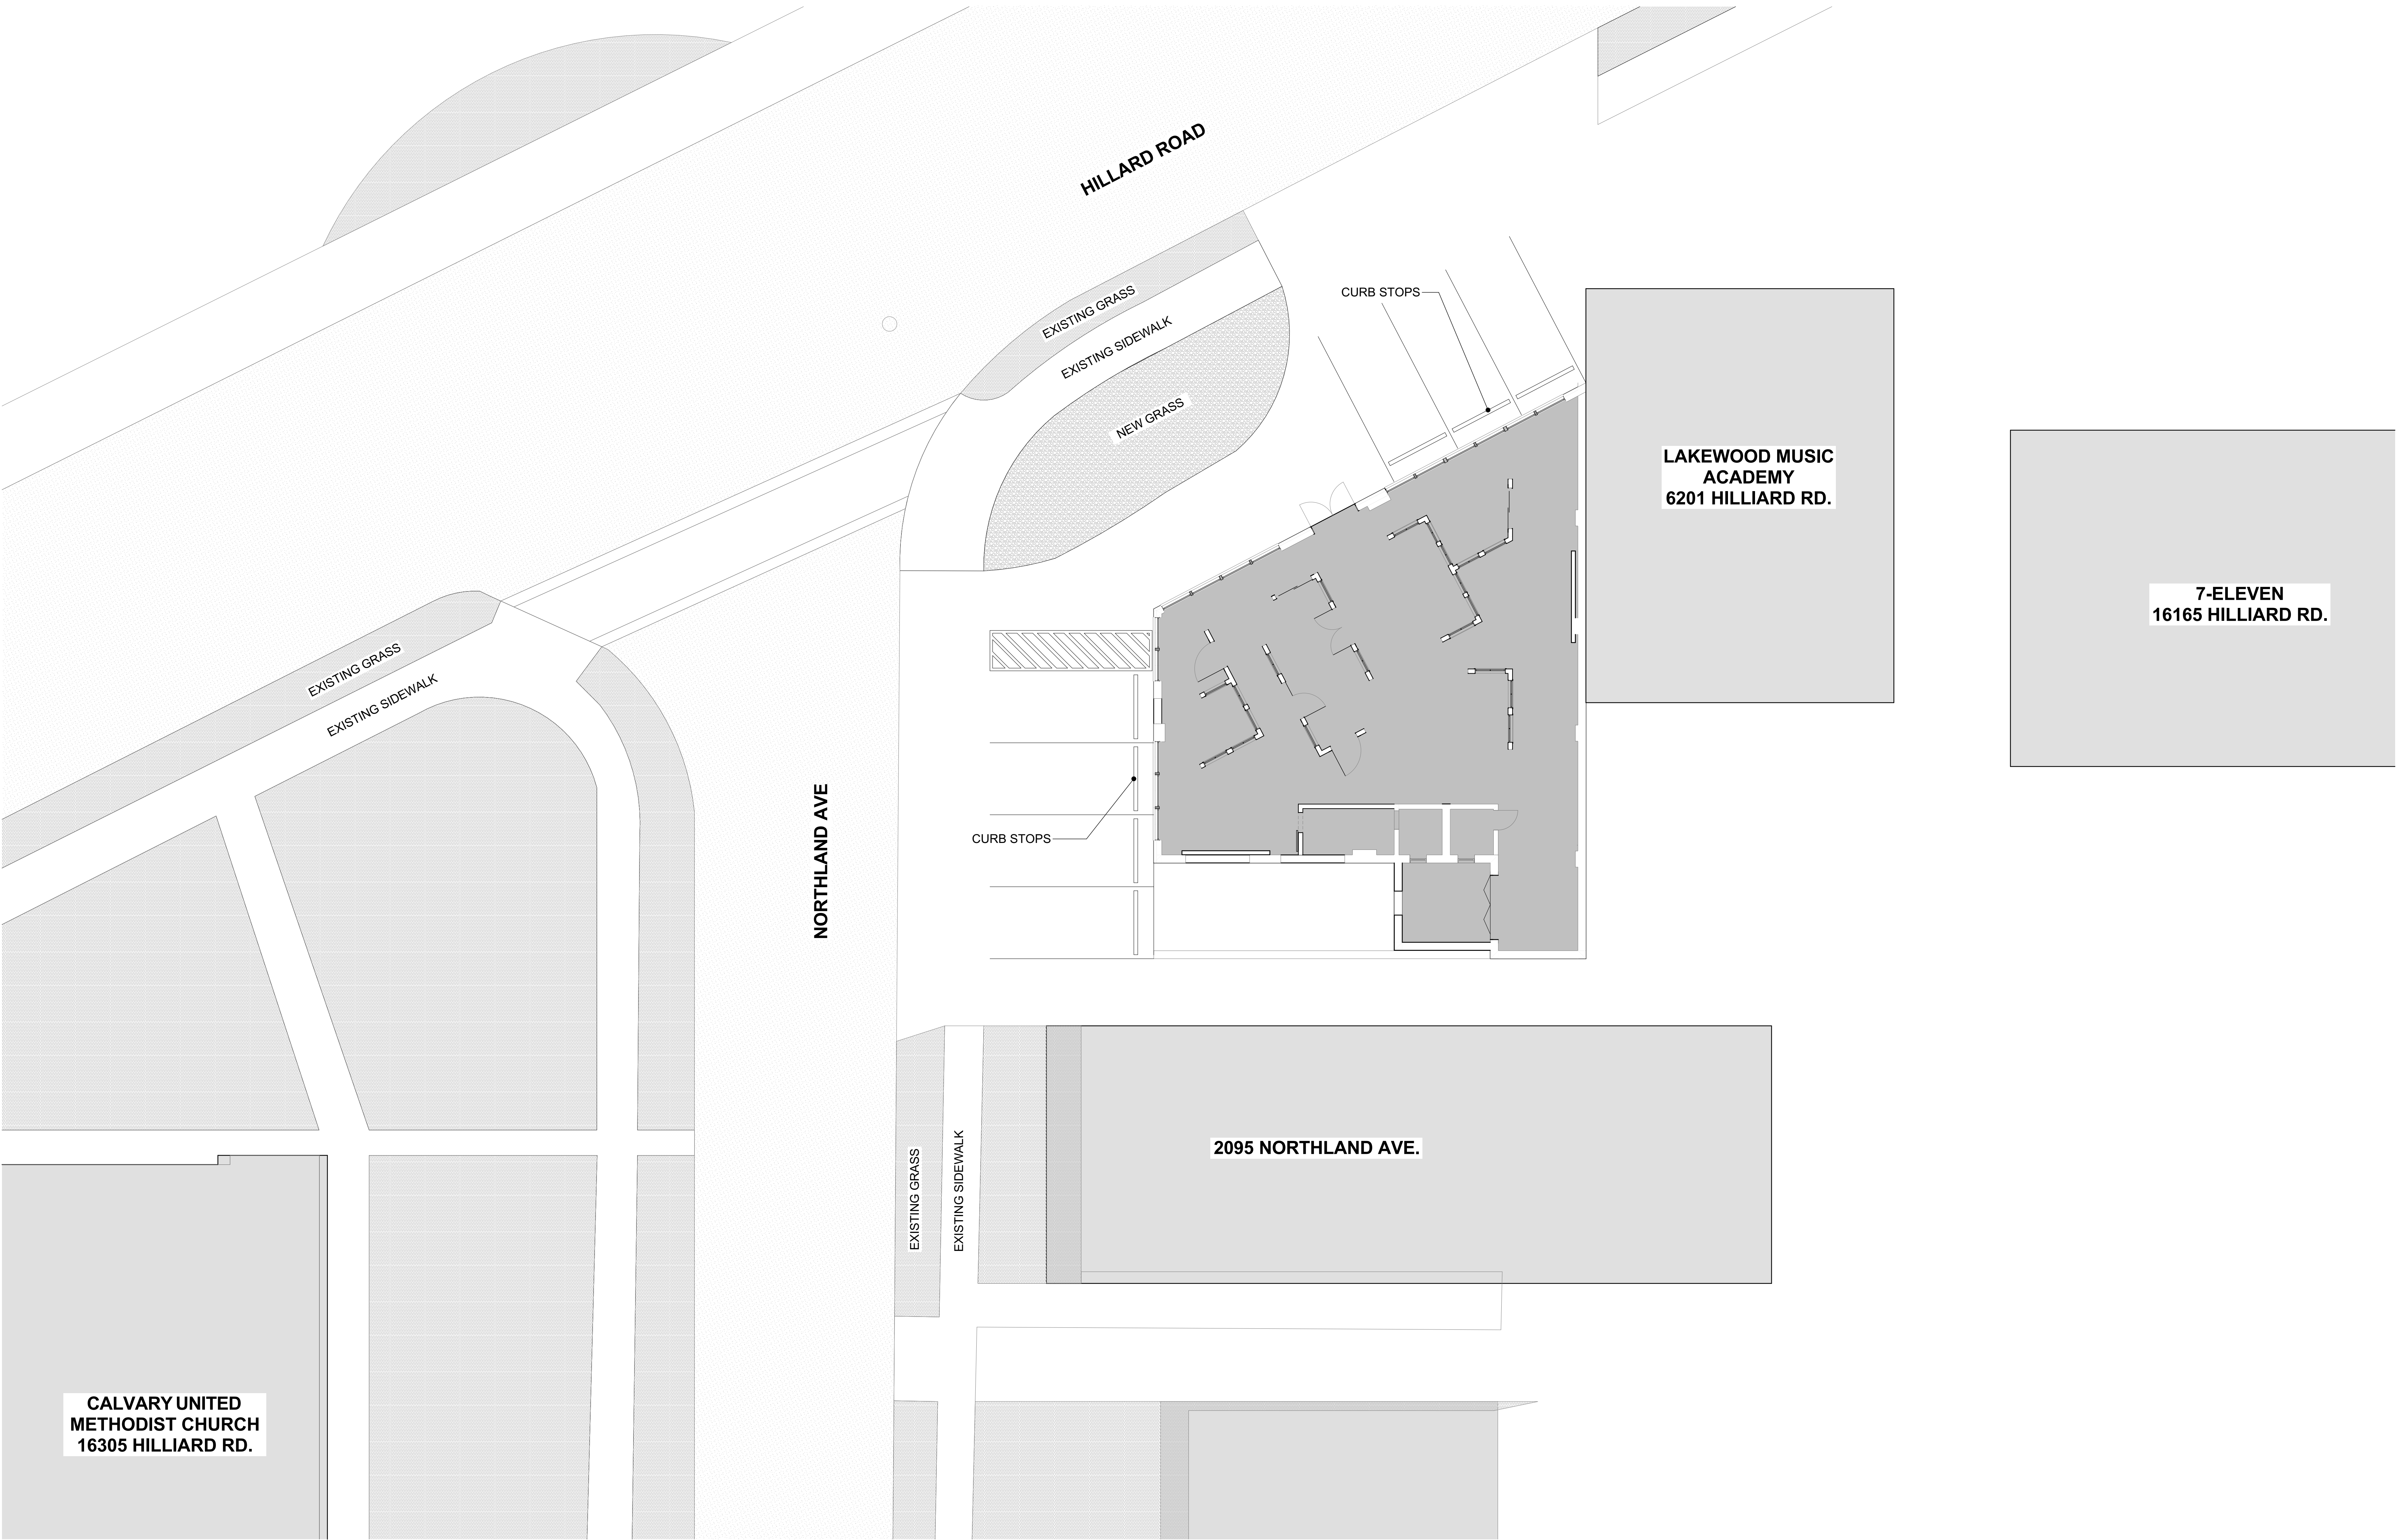 HILLARD ROAD
EXISTING GRASS
EXISTING SIDEWALK
NEW GRASS
CURB STOPS
LAKEWOOD MUSIC
ACADEMY
6201 HILLIARD RD.
7-ELEVEN
16165 HILLIARD RD.
EXISTING GRASS
EXISTING SIDEWALK
NORTHLAND AVE
CURB STOPS
EXISTING GRASS
EXISTING SIDEWALK
2095 NORTHLAND AVE.
CALVARY UNITED
METHODIST CHURCH
16305 HILLIARD RD.